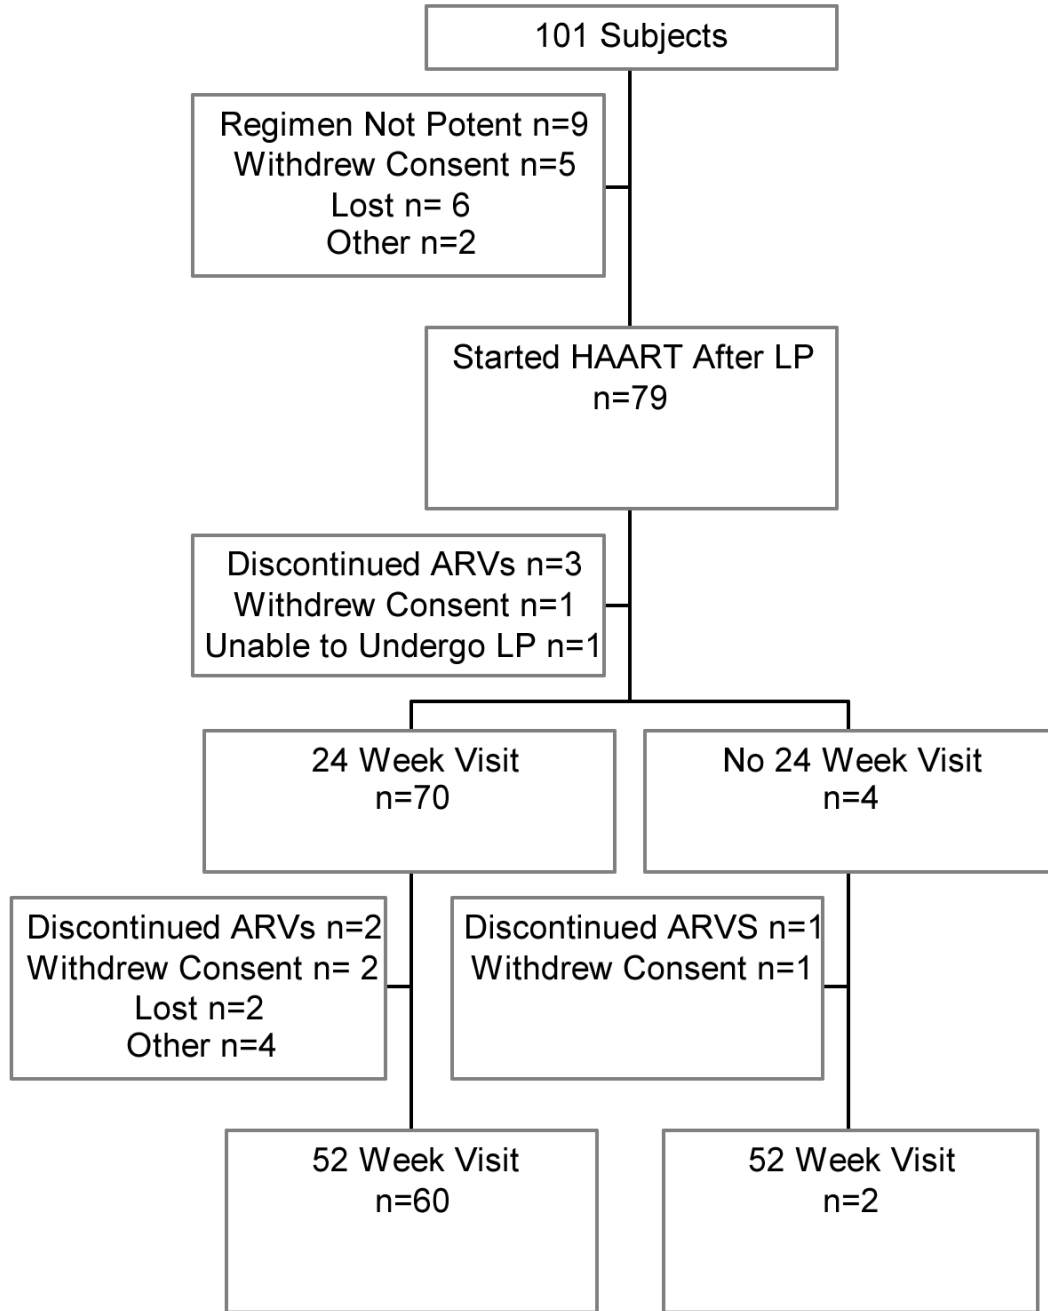 101 Subjects
Regimen Not Potent n=9
Withdrew Consent n=5
Lost n= 6
Other n=2
Started HAART After LP
n=79
Discontinued ARVs n=3
Withdrew Consent n=1
Unable to Undergo LP n=1
24 Week Visit
n=70
No 24 Week Visit
n=4
Discontinued ARVs n=2
Withdrew Consent n= 2
Lost n=2
Other n=4
Discontinued ARVS n=1
Withdrew Consent n=1
52 Week Visit
n=60
52 Week Visit
n=2